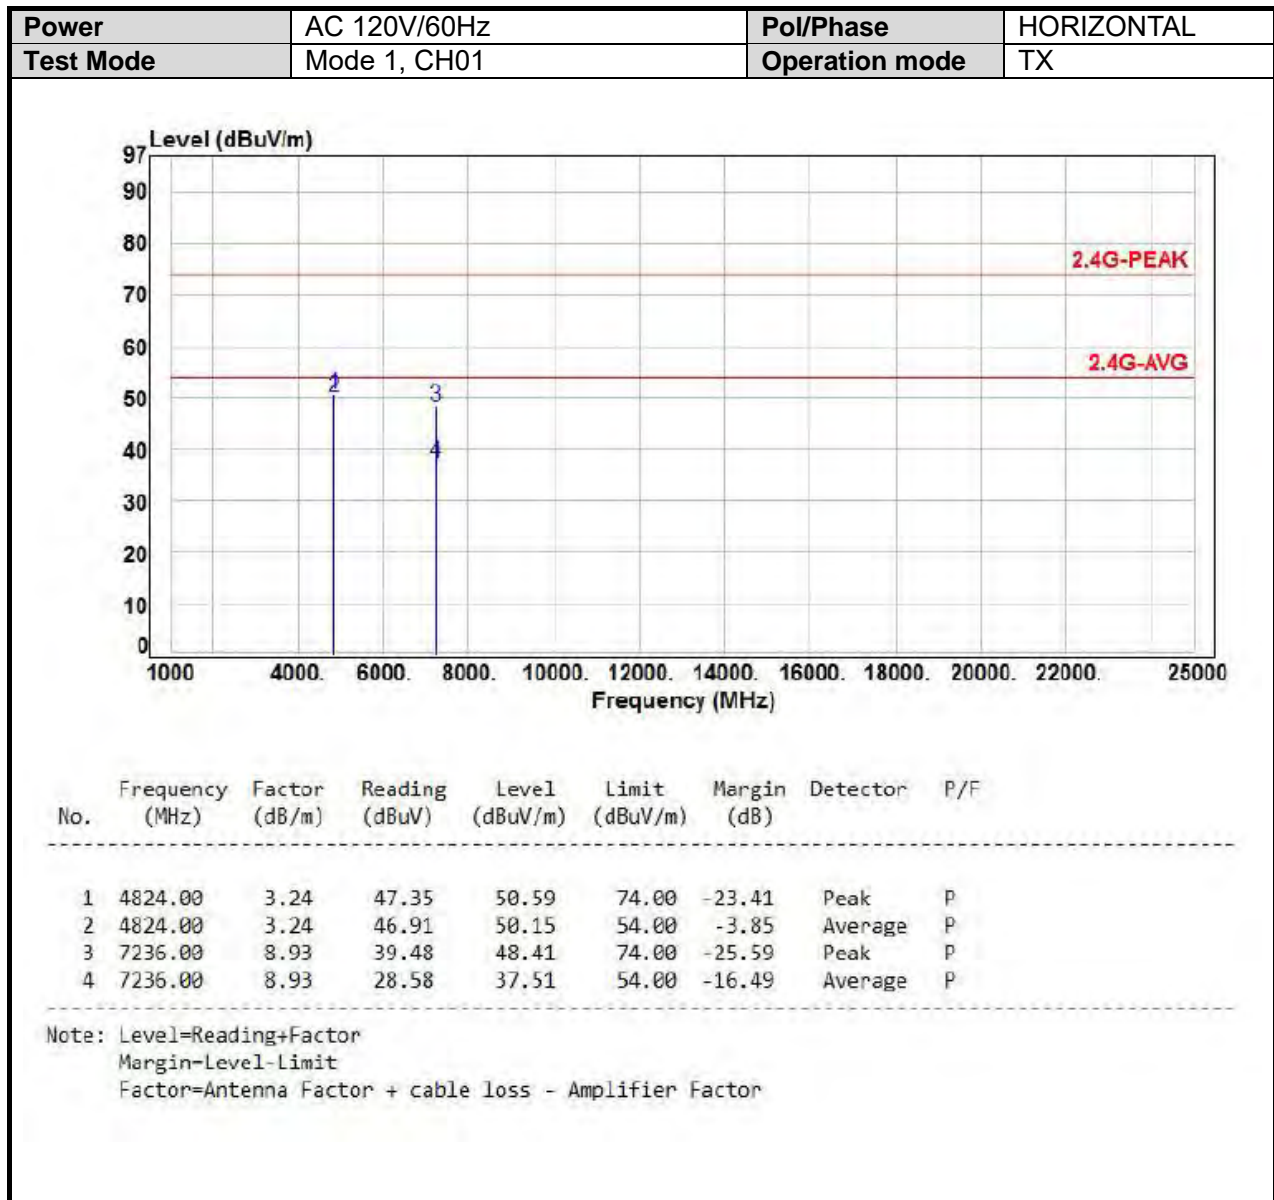 Power AC 120V/60Hz Pol/Phase HORIZONTAL
Test Mode Mode 1, CH01 Operation mode TX
97 Level (dBuV/m)
90
80
2.4G-PEAK
70
60
2.4G-AVG
1
2
50
3
40
4
30
20
10
0
1000 4000. 6000. 8000. 10000. 12000. 14000. 16000. 18000. 20000. 22000. 25000
Frequency (MHz)
Frequency Factor Reading Level Limit Margin Detector P/F
No. (MHz) (dB/m) (dBuV) (dBuV/m) (dBuV/m) (dB)
1 4824.00 3.24 47.35 50.59 74.00 -23.41 Peak P
2 4824.00 3.24 46.91 50.15 54.00 -3.85 Average P
3 7236.00 8.93 39.48 48.41 74.00 -25.59 Peak P
4 7236.00 8.93 28.58 37.51 54.00 -16.49 Average P
Note: Level=Reading+Factor
Margin=Level-Limit
Factor=Antenna Factor + cable loss - Amplifier Factor